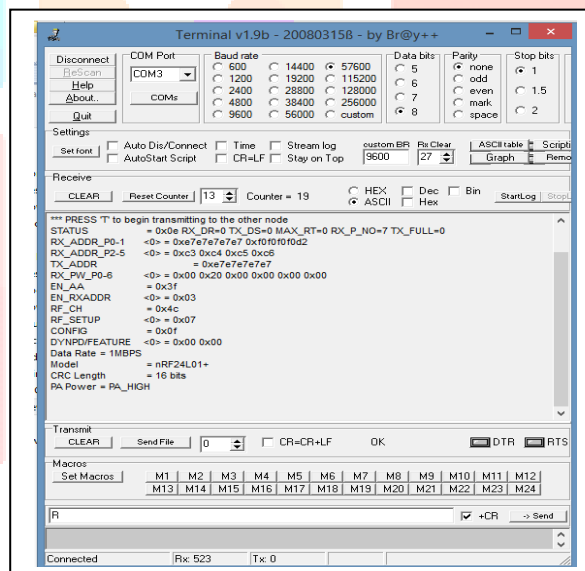 Terminal v1.9b - 20080315ß - by Br@y++
Disconnect
ReScan
Help
About..
Quit
COM Port
COM3
COMs
Baud rate
600 14400 57600
1200 19200 115200
2400 28800 128000
4800 38400 256000
9600 56000 custom
Data bits
5
6
7
8
Parity
none
odd
even
mark
space
Stop bits
1
1.5
2
Settings
Set font
Auto Dis/Connect Time Stream log
AutoStart Script CR=LF Stay on Top
custom BR Rx Clear
9600 27
ASCII table Scripti
Graph Remo
Receive
CLEAR Reset Counter 13 Counter = 19
HEX Dec Bin
ASCII Hex
StartLog StopL
*** PRESS 'T' to begin transmitting to the other node
STATUS = 0x0e RX_DR=0 TX_DS=0 MAX_RT=0 RX_P_NO=7 TX_FULL=0
RX_ADDR_P0-1 <0> = 0xe7e7e7e7e7 0xf0f0f0f0d2
RX_ADDR_P2-5 <0> = 0xc3 0xc4 0xc5 0xc6
TX_ADDR = 0xe7e7e7e7e7
RX_PW_P0-6 <0> = 0x00 0x20 0x00 0x00 0x00 0x00
EN_AA = 0x3f
EN_RXADDR <0> = 0x03
RF_CH = 0x4c
RF_SETUP <0> = 0x07
CONFIG = 0x0f
DYNPD/FEATURE <0> = 0x00 0x00
Data Rate = 1MBPS
Model = nRF24L01+
CRC Length = 16 bits
PA Power = PA_HIGH
Transmit
CLEAR Send File 0 CR=CR+LF OK DTR RTS
Macros
Set Macros
M1 M2 M3 M4 M5 M6 M7 M8 M9 M10 M11 M12
M13 M14 M15 M16 M17 M18 M19 M20 M21 M22 M23 M24
R +CR -> Send
Connected Rx: 523 Tx: 0